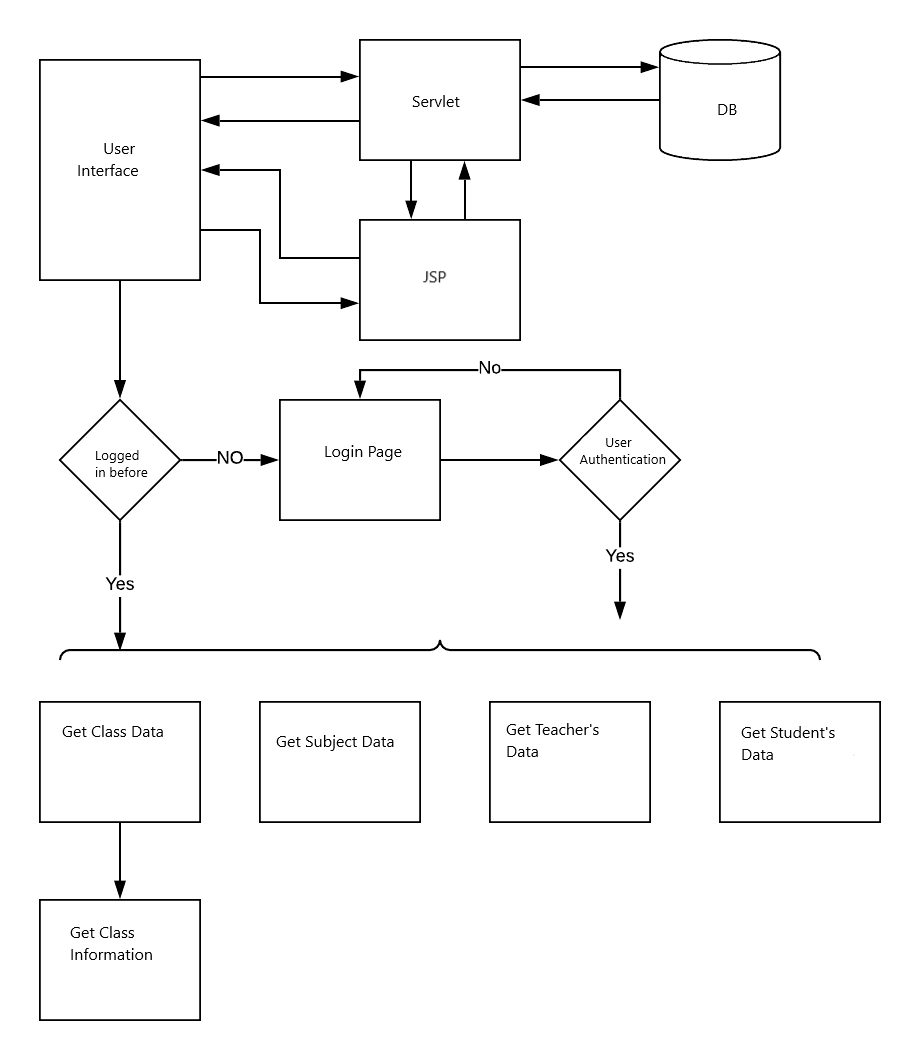 Servlet
DB
User
Interface
JSP
No
User
Authentication
Logged
in before
NO
Login Page
Yes
Yes
Get Class Data
Get Subject Data
Get Teacher's
Data
Get Student's
Data
Get Class
Information